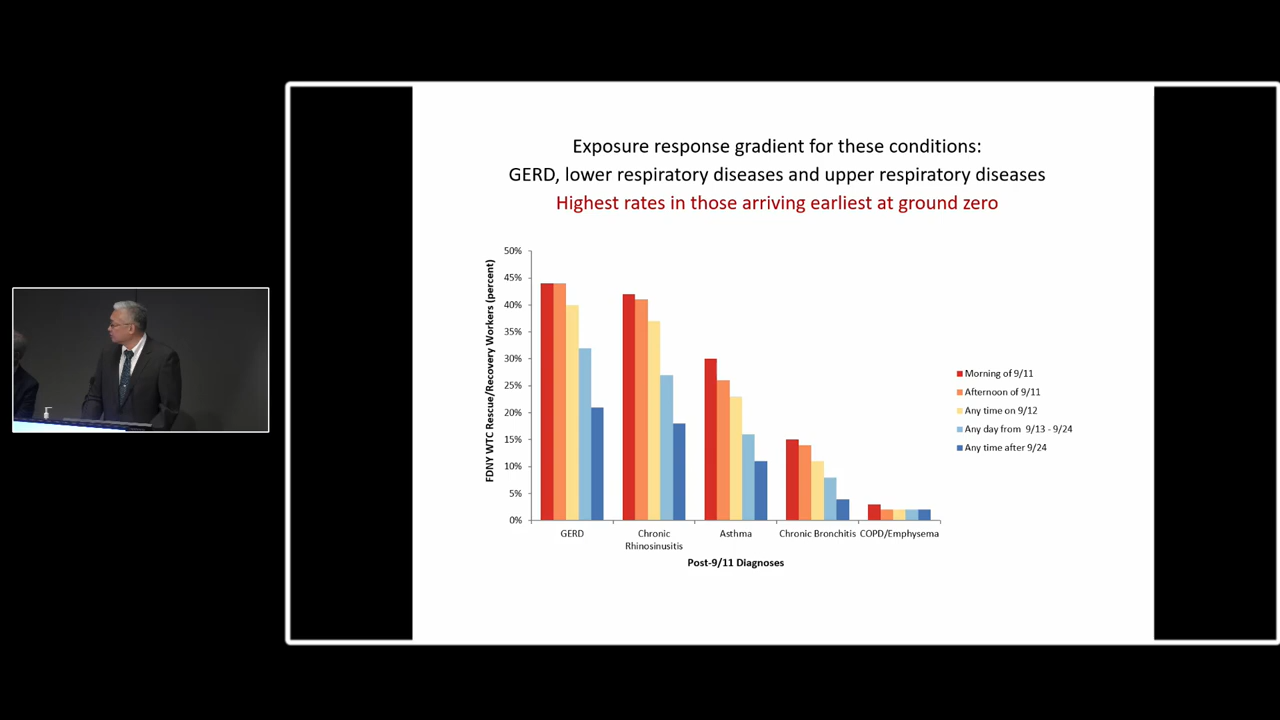 Exposure response gradient for these conditions:
GERD, lower respiratory diseases and upper respiratory diseases
Highest rates in those arriving earliest at ground zero
FDNY WTC Rescue/Recovery Workers (percent)
50%
45%
40%
35%
30%
25%
20%
15%
10%
5%
0%
GERD
Chronic
Rhinosinusitis
Asthma
Chronic Bronchitis
COPD/Emphysema
Post-9/11 Diagnoses
Morning of 9/11
Afternoon of 9/11
Any time on 9/12
Any day from 9/13 - 9/24
Any time after 9/24